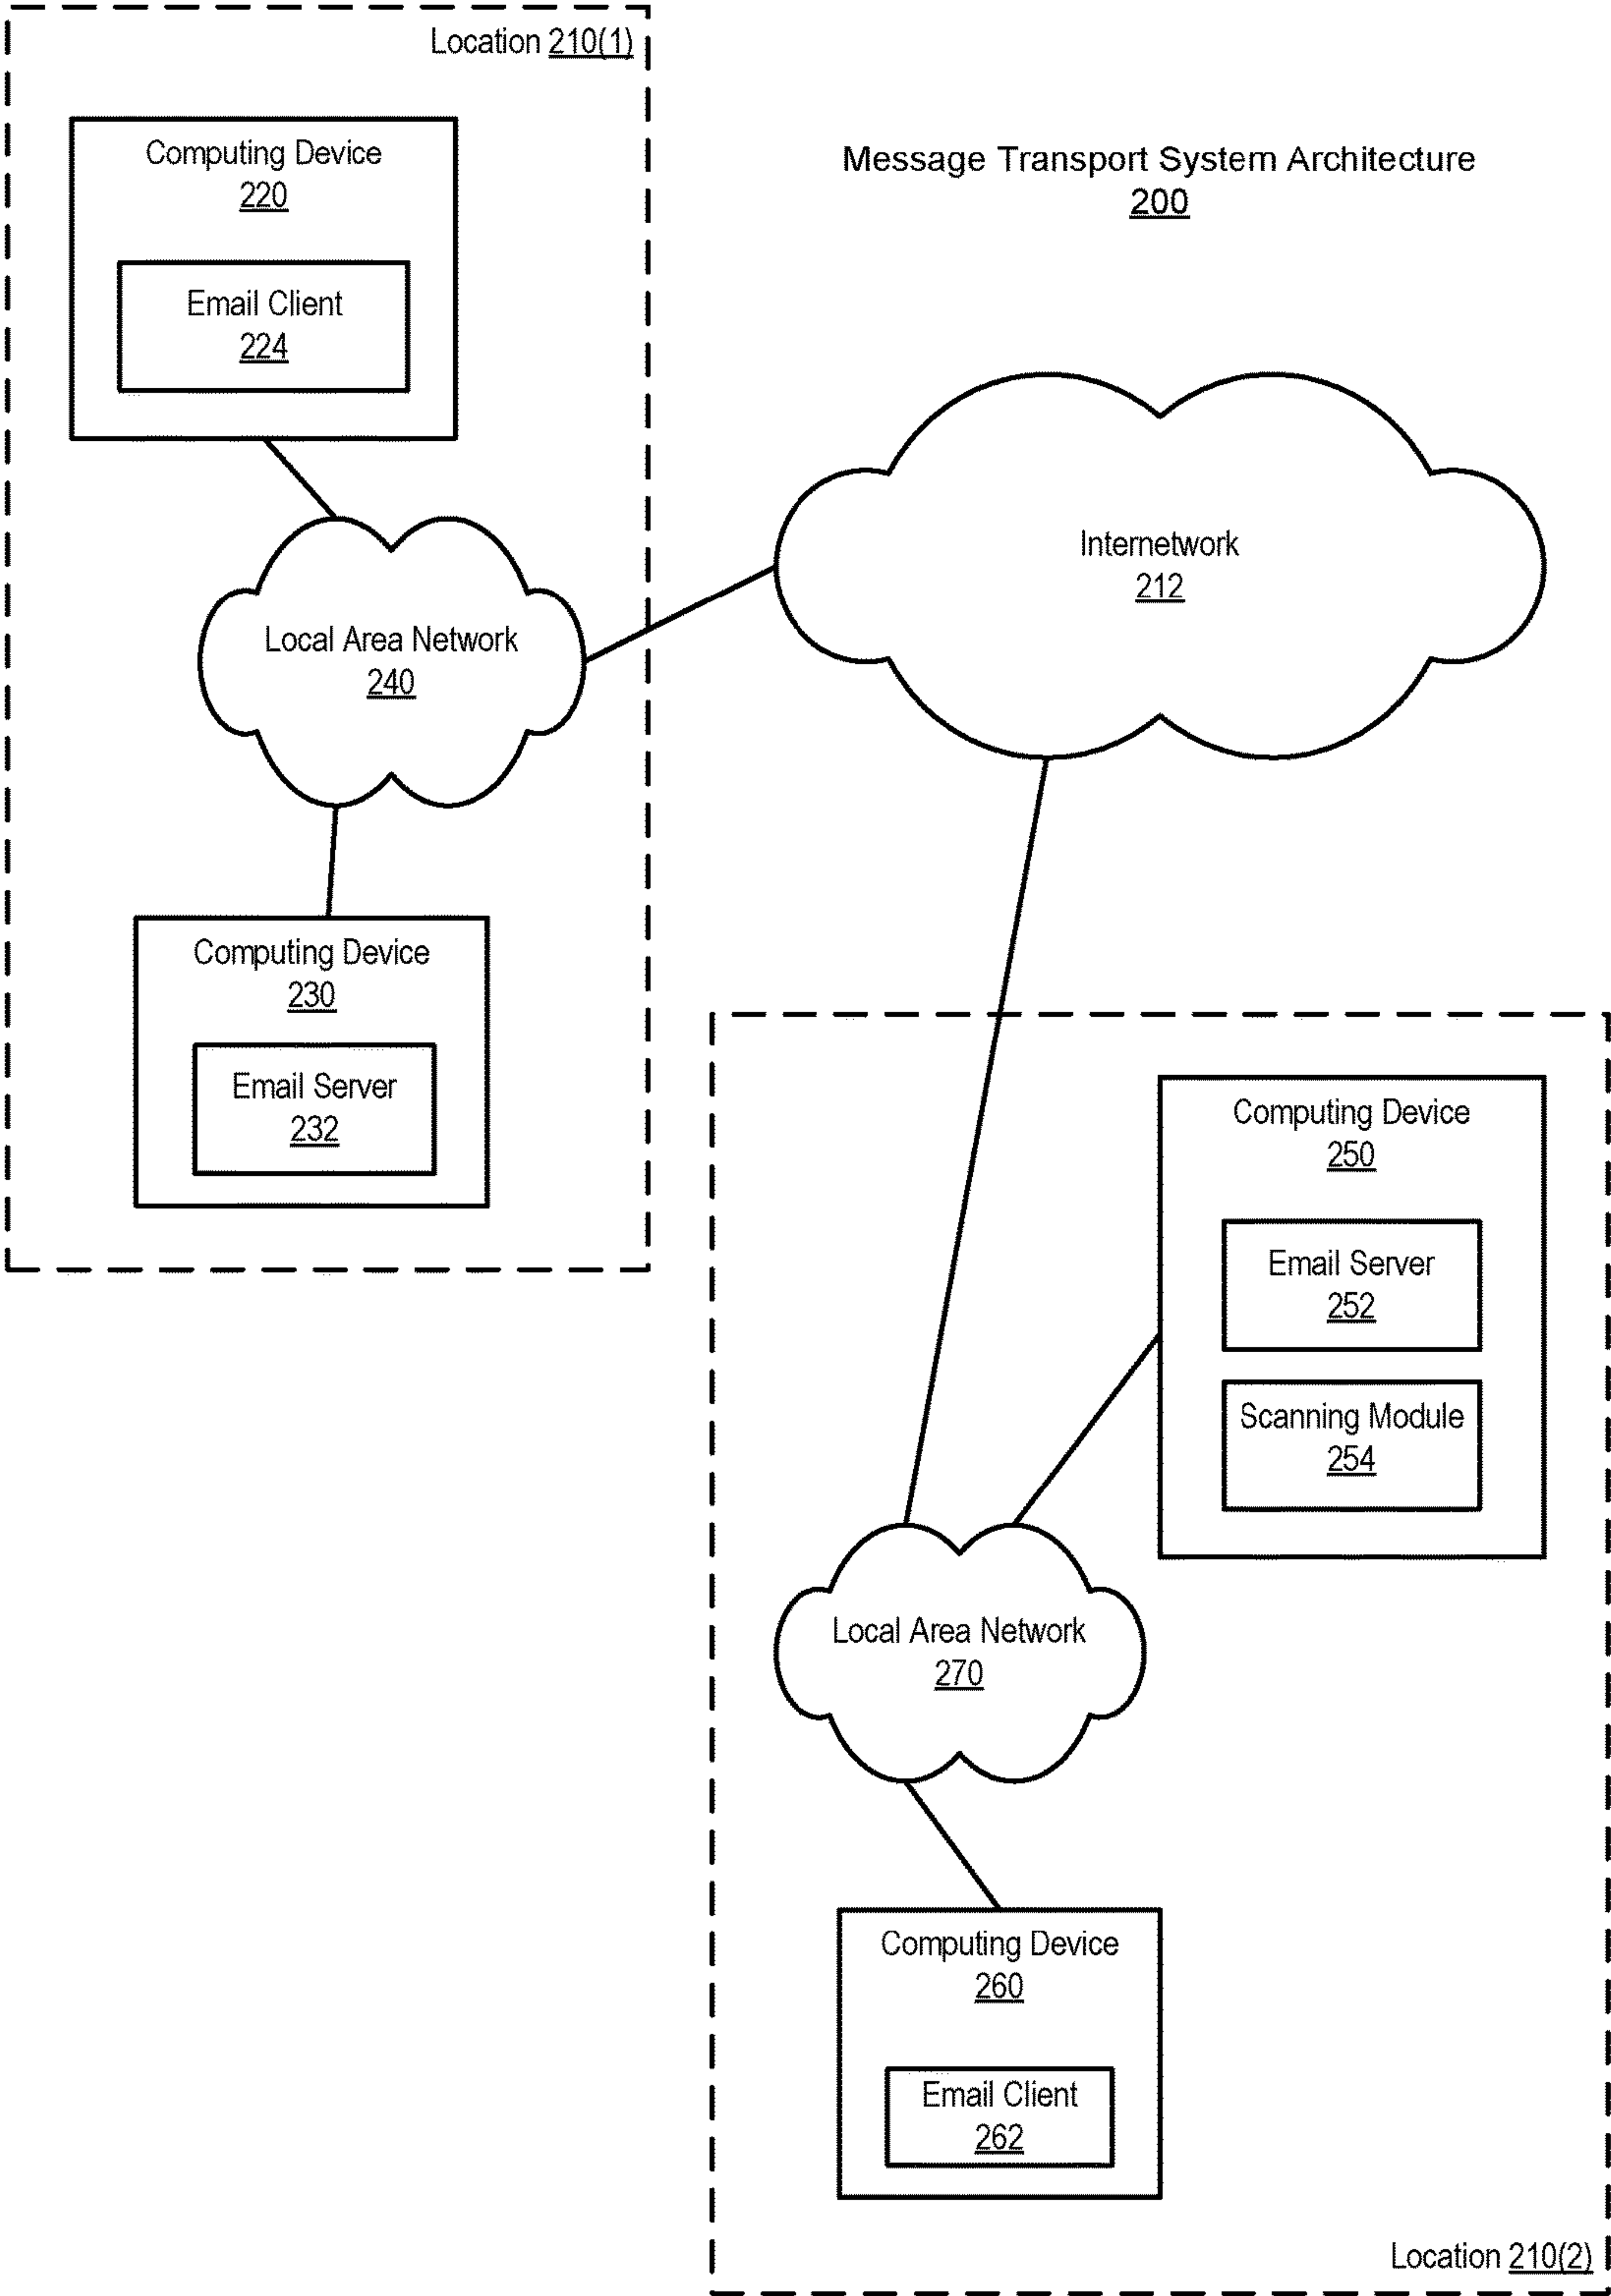 Location 210(1)
Computing Device
220
Email Client
224
Message Transport System Architecture
200
Internetwork
212
Local Area Network
240
Computing Device
230
Email Server
232
Computing Device
250
Email Server
252
Scanning Module
254
Local Area Network
270
Computing Device
260
Email Client
262
Location 210(2)